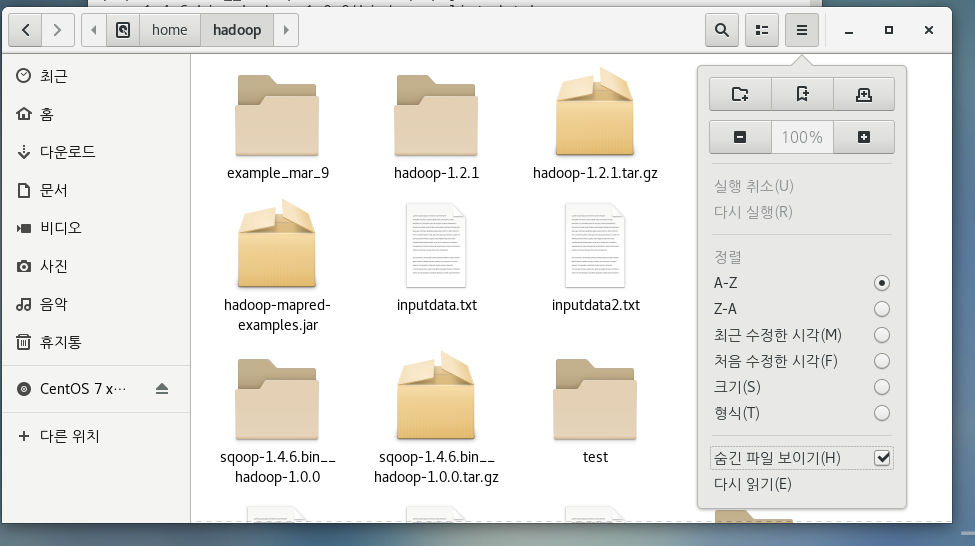 home
hadoop
최근
홈
다운로드
문서
비디오
사진
음악
휴지통
CentOS 7 x…
다른 위치
example_mar_9
hadoop-1.2.1
hadoop-1.2.1.tar.gz
hadoop-mapred-
examples.jar
inputdata.txt
inputdata2.txt
sqoop-1.4.6.bin__
hadoop-1.0.0
sqoop-1.4.6.bin__
hadoop-1.0.0.tar.gz
test
100%
실행 취소(U)
다시 실행(R)
정렬
A-Z
Z-A
최근 수정한 시각(M)
처음 수정한 시각(F)
크기(S)
형식(T)
숨긴 파일 보이기(H)
다시 읽기(E)